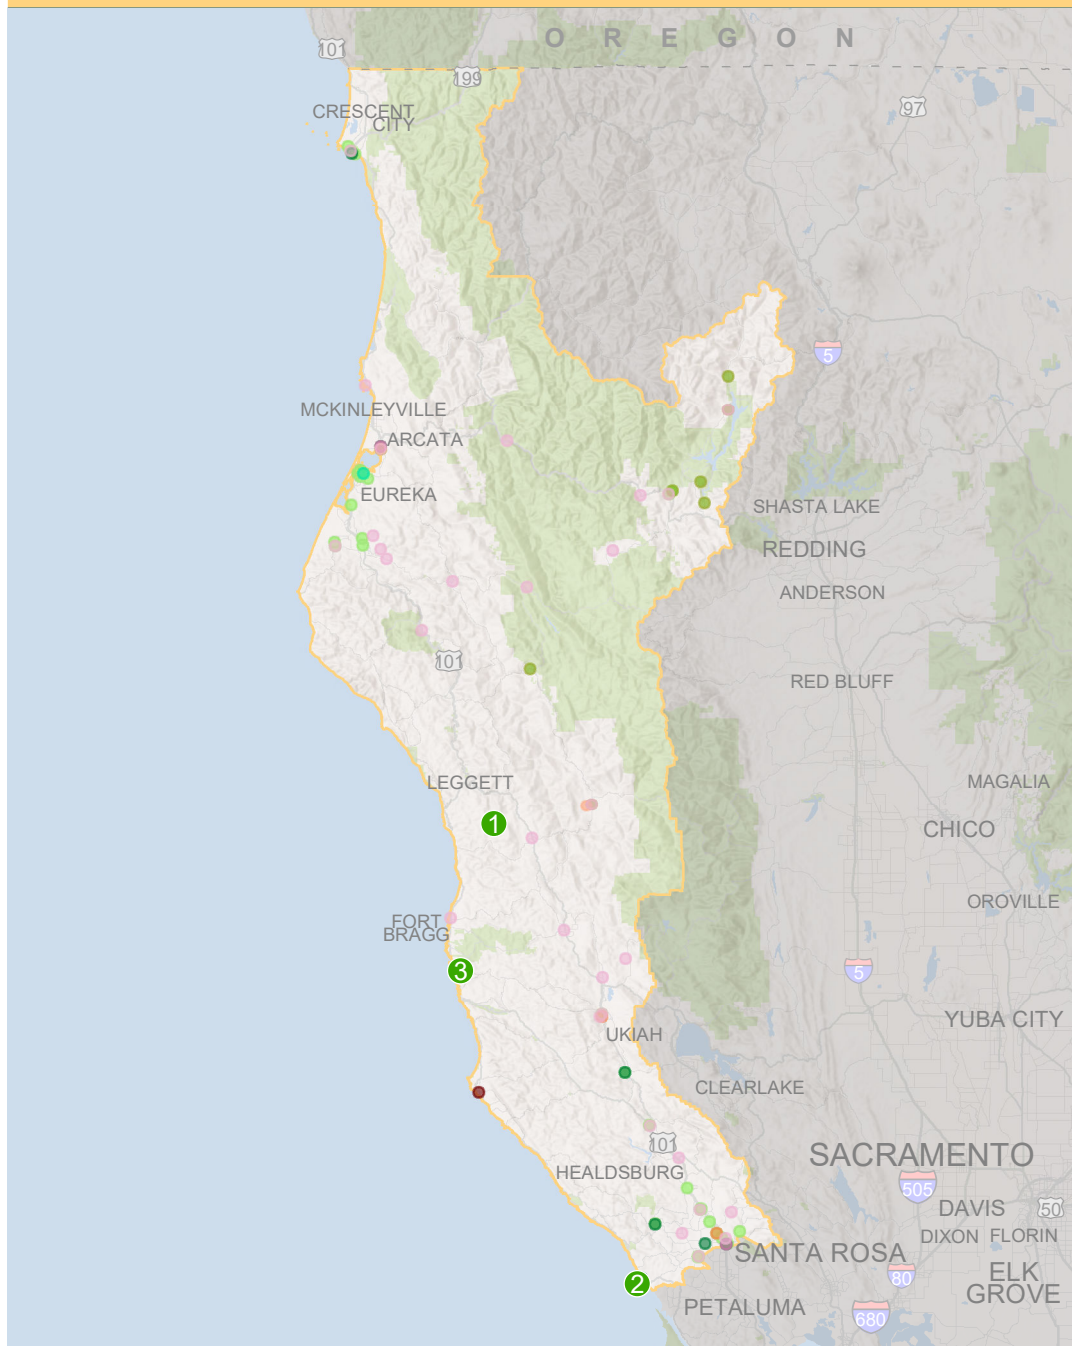 O R E G O N
101
199
97
CRESCENT
CITY
5
MCKINLEYVILLE
ARCATA
EUREKA
SHASTA LAKE
REDDING
ANDERSON
101
RED BLUFF
LEGGETT
MAGALIA
1
CHICO
OROVILLE
FORT
BRAGG
3
5
YUBA CITY
UKIAH
CLEARLAKE
101
SACRAMENTO
HEALDSBURG
505
DAVIS
50
DIXON
FLORIN
SANTA ROSA
80
ELK
GROVE
2
PETALUMA
680